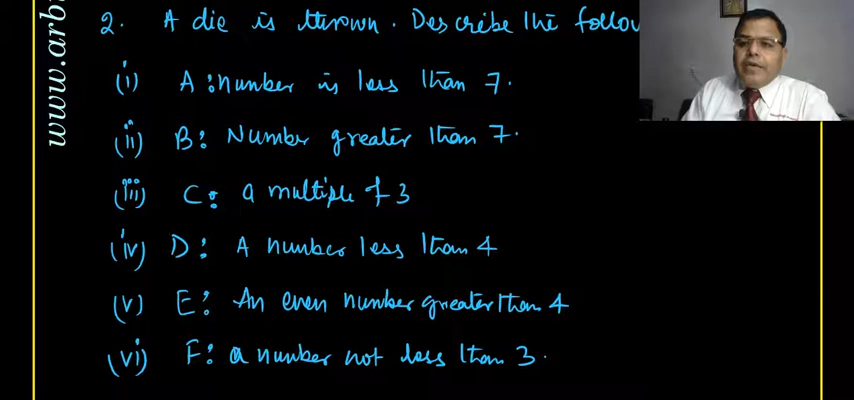 www.arb
2. A die is thrown. Describe the follow
(i) A: number is less than 7.
(ii) B: Number greater than 7.
(iii) C: a multiple of 3
(iv) D: A number less than 4
(v) E: An even number greater than 4
(vi) F: a number not less than 3.